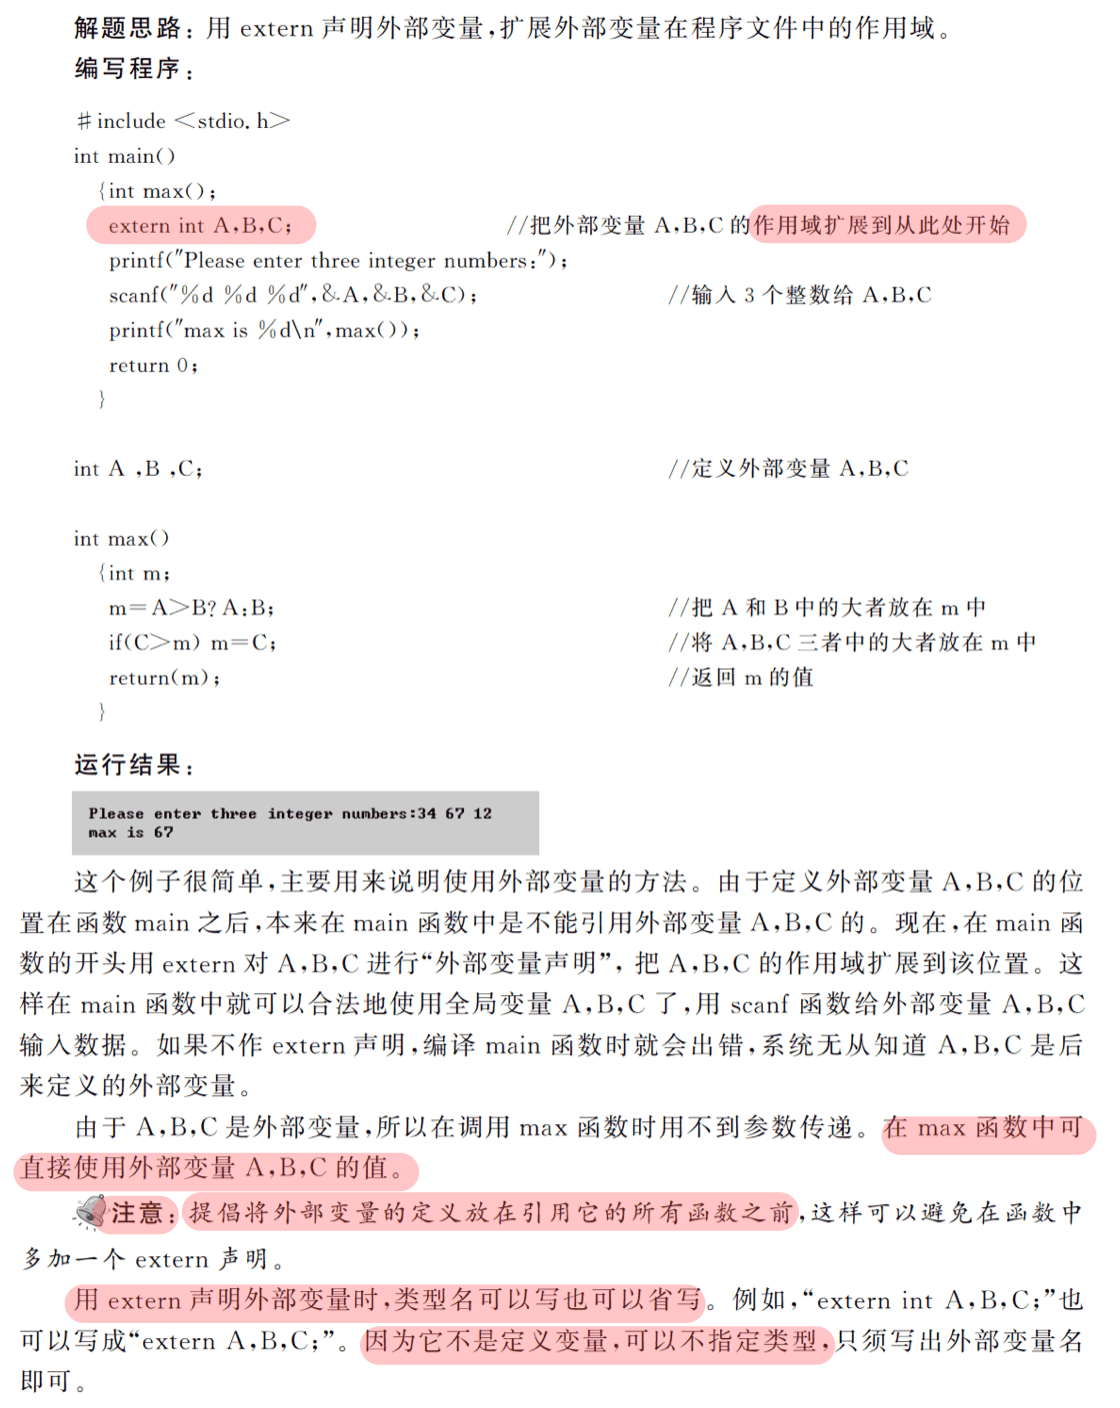 解题思路：用 extern 声明外部变量，扩展外部变量在程序文件中的作用域。
编写程序：
#include <stdio.h>
int main()
{int max();
extern int A,B,C; //把外部变量 A,B,C 的作用域扩展到从此处开始
printf("Please enter three integer numbers:");
scanf("%d %d %d",&A,&B,&C); //输入 3 个整数给 A,B,C
printf("max is %d\n",max());
return 0;
}
int A ,B ,C; //定义外部变量 A,B,C
int max()
{int m;
m=A>B? A:B; //把 A 和 B 中的大者放在 m 中
if(C>m) m=C; //将 A,B,C 三者中的大者放在 m 中
return(m); //返回 m 的值
}
运行结果：
Please enter three integer numbers:34 67 12
max is 67
这个例子很简单，主要用来说明使用外部变量的方法。由于定义外部变量 A,B,C 的位
置在函数 main 之后，本来在 main 函数中是不能引用外部变量 A,B,C 的。现在，在 main 函
数的开头用 extern 对 A,B,C 进行“外部变量声明”，把 A,B,C 的作用域扩展到该位置。这
样在 main 函数中就可以合法地使用全局变量 A,B,C 了，用 scanf 函数给外部变量 A,B,C
输入数据。如果不作 extern 声明，编译 main 函数时就会出错，系统无从知道 A,B,C 是后
来定义的外部变量。
由于 A,B,C 是外部变量，所以在调用 max 函数时用不到参数传递。在 max 函数中可
直接使用外部变量 A,B,C 的值。
注意：提倡将外部变量的定义放在引用它的所有函数之前，这样可以避免在函数中
多加一个 extern 声明。
用 extern 声明外部变量时，类型名可以写也可以省写。例如，“extern int A,B,C;”也
可以写成“extern A,B,C;”。因为它不是定义变量，可以不指定类型，只须写出外部变量名
即可。